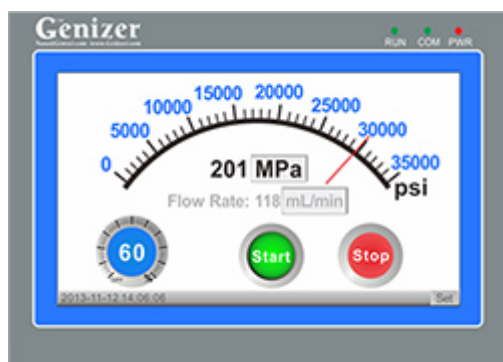 Genizer
RUN COM PWR
0 5000 10000 15000 20000 25000 30000 35000
psi
201 MPa
Flow Rate: 118 mL/min
60
Start
Stop
2013-11-12 14:06:06
Set